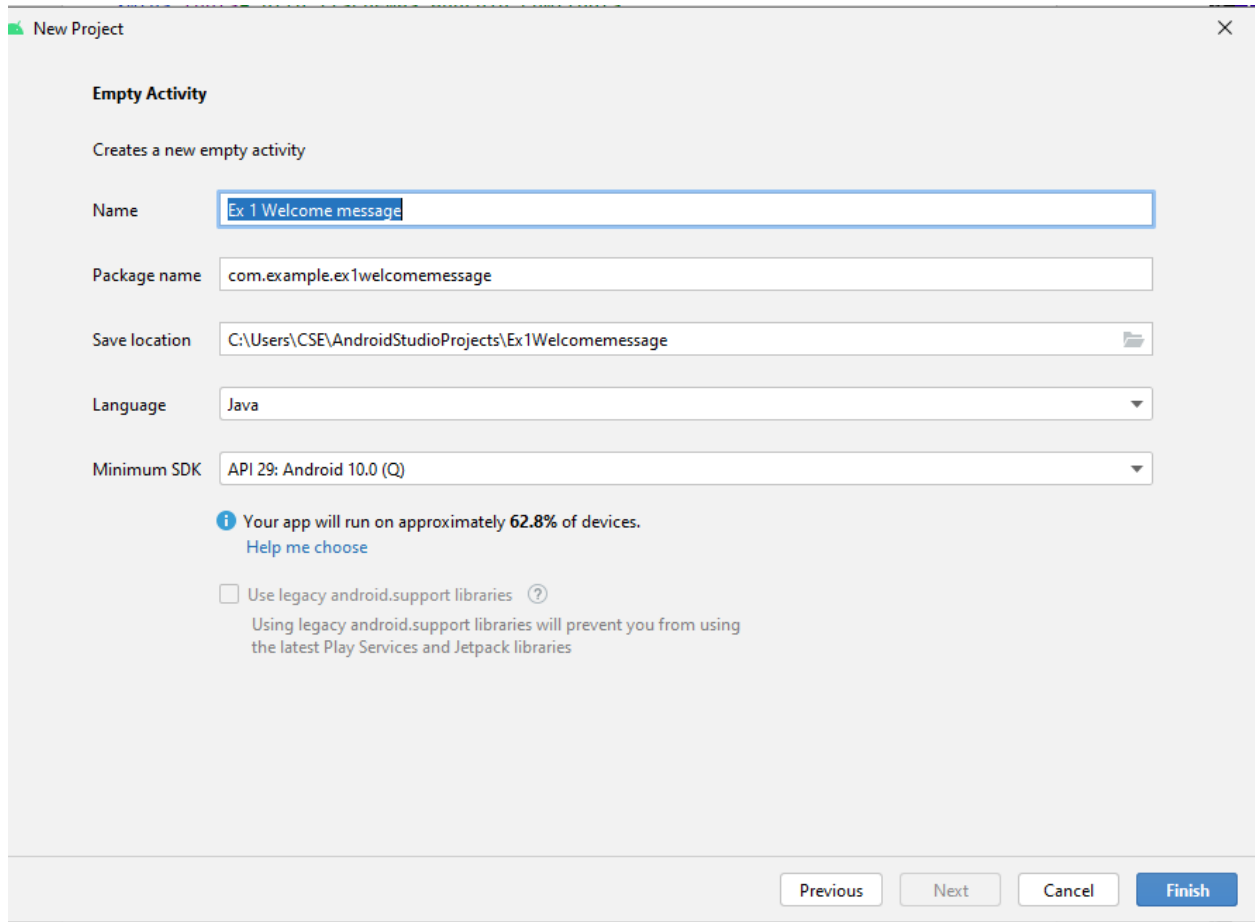 New Project
Empty Activity
Creates a new empty activity
Name
Ex 1 Welcome message
Package name
com.example.ex1welcomemessage
Save location
C:\Users\CSE\AndroidStudioProjects\Ex1Welcomemessage
Language
Java
Minimum SDK
API 29: Android 10.0 (Q)
Your app will run on approximately 62.8% of devices.
Help me choose
Use legacy android.support libraries ?
Using legacy android.support libraries will prevent you from using
the latest Play Services and Jetpack libraries
Previous
Next
Cancel
Finish